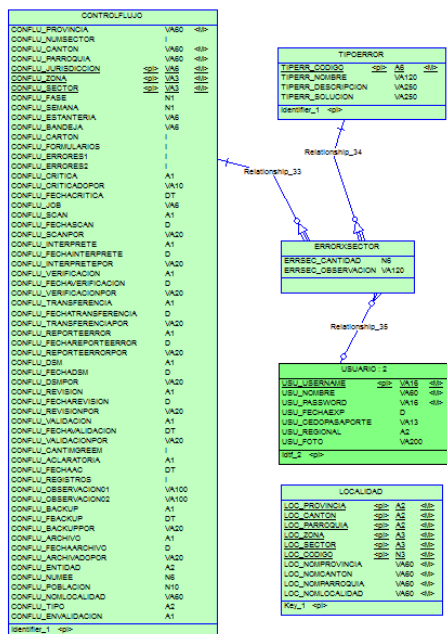 CONTROLFLUJO
CONFLU_PROVINCIA VA60 <M>
CONFLU_NUMSECTOR I
CONFLU_CANTON VA60 <M>
CONFLU_PARROQUIA VA60 <M>
CONFLU_JURISDICCION <pi> VA6 <M>
CONFLU_ZONA <pi> VA3 <M>
CONFLU_SECTOR <pi> VA3 <M>
CONFLU_FASE N1
CONFLU_SEMANA N1
CONFLU_ESTANTERIA VA6
CONFLU_BANDEJA VA6
CONFLU_CARTON I
CONFLU_FORMULARIOS I
CONFLU_ERRORES1 I
CONFLU_ERRORES2 I
CONFLU_CRITICA A1
CONFLU_CRITICADOPOR VA10
CONFLU_FECHACRITICA DT
CONFLU_JOB VA6
CONFLU_SCAN A1
CONFLU_FECHASCAN D
CONFLU_SCANPOR VA20
CONFLU_INTERPRETE A1
CONFLU_FECHAINTERPRETE D
CONFLU_INTERPRETEPOR VA20
CONFLU_VERIFICACION A1
CONFLU_FECHAVERIFICACION D
CONFLU_VERIFICACIONPOR VA20
CONFLU_TRANSFERENCIA A1
CONFLU_FECHATRANSFERENCIA D
CONFLU_TRANSFERENCIAPOR VA20
CONFLU_REPORTEERROR A1
CONFLU_FECHAREPORTEERROR D
CONFLU_REPORTEERRORPOR VA20
CONFLU_DSM A1
CONFLU_FECHADSM D
CONFLU_DSMPOR VA20
CONFLU_REVISION A1
CONFLU_FECHAREVISION D
CONFLU_REVISIONPOR VA20
CONFLU_VALIDACION A1
CONFLU_FECHAVALIDACION DT
CONFLU_VALIDACIONPOR VA20
CONFLU_CANTIMGREEM I
CONFLU_ACLARATORIA A1
CONFLU_FECHAAC DT
CONFLU_REGISTROS I
CONFLU_OBSERVACION01 VA100
CONFLU_OBSERVACION02 VA100
CONFLU_BACKUP A1
CONFLU_FBACKUP DT
CONFLU_BACKUPPOR VA20
CONFLU_ARCHIVO A1
CONFLU_FECHAARCHIVO D
CONFLU_ARCHIVADOPOR VA20
CONFLU_ENTIDAD A2
CONFLU_NUMEE N6
CONFLU_POBLACION N10
CONFLU_NOMLOCALIDAD VA60
CONFLU_TIPO A2
CONFLU_ENVALIDACION A1
Identifier_1 <pi>
TIPOERROR
TIPERR_CODIGO <pi> A6 <M>
TIPERR_NOMBRE VA120
TIPERR_DESCRIPCION VA250
TIPERR_SOLUCION VA250
Identifier_1 <pi>
Relationship_34
Relationship_33
ERRORXSECTOR
ERRSEC_CANTIDAD N6
ERRSEC_OBSERVACION VA120
Relationship_35
USUARIO : 2
USU_USERNAME <pi> VA16 <M>
USU_NOMBRE VA60 <M>
USU_PASSWORD VA16 <M>
USU_FECHAEXP D
USU_CEDOPASAPORTE VA13
USU_REGIONAL A2
USU_FOTO VA200
Idtf_2 <pi>
LOCALIDAD
LOC_PROVINCIA <pi> A2 <M>
LOC_CANTON <pi> A2 <M>
LOC_PARROQUIA <pi> A2 <M>
LOC_ZONA <pi> A3 <M>
LOC_SECTOR <pi> A3 <M>
LOC_CODIGO <pi> N3 <M>
LOC_NOMPROVINCIA VA60 <M>
LOC_NOMCANTON VA60 <M>
LOC_NOMPARROQUIA VA60 <M>
LOC_NOMLOCALIDAD VA60 <M>
Key_1 <pi>